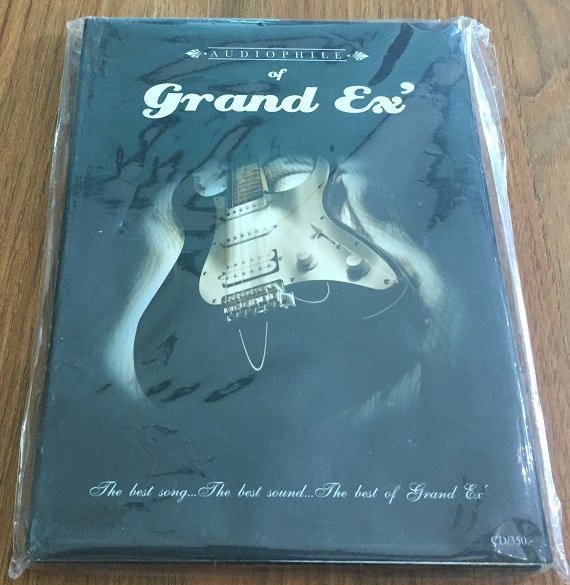 AUDIOPHILE
of
Grand Ex'
The best song...The best sound...The best of Grand Ex'
CD/350.-